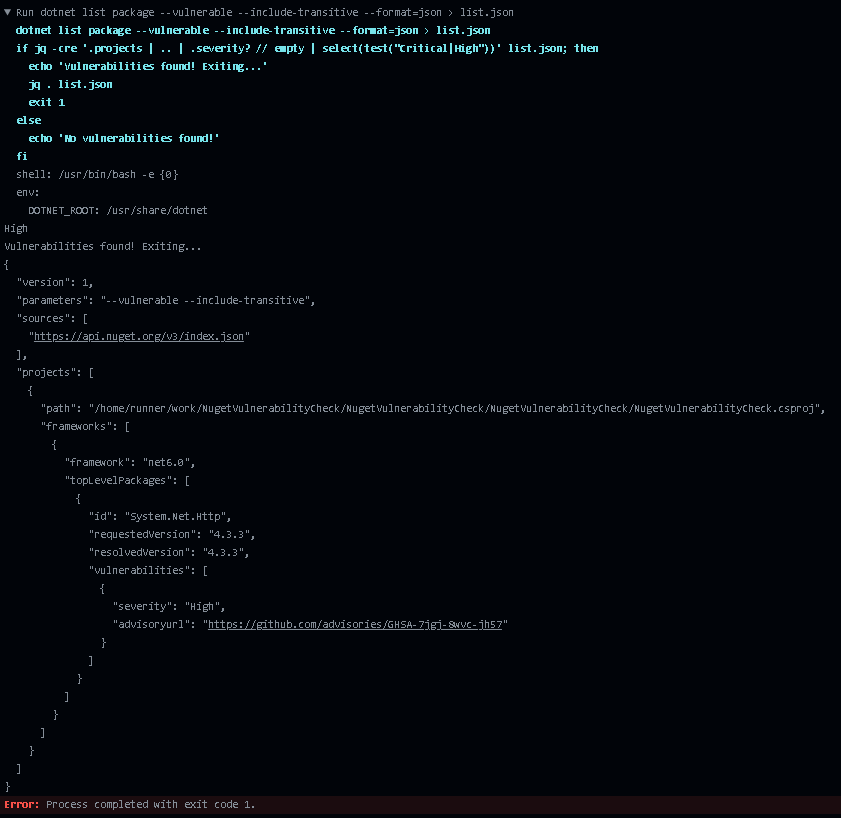 ▼ Run dotnet list package --vulnerable --include-transitive --format=json > list.json
dotnet list package --vulnerable --include-transitive --format=json > list.json
if jq -cre '.projects | .. | .severity? // empty | select(test("Critical|High"))' list.json; then
echo 'Vulnerabilities found! Exiting...'
jq . list.json
exit 1
else
echo 'No vulnerabilities found!'
fi
shell: /usr/bin/bash -e {0}
env:
DOTNET_ROOT: /usr/share/dotnet
High
Vulnerabilities found! Exiting...
{
"version": 1,
"parameters": "--vulnerable --include-transitive",
"sources": [
"https://api.nuget.org/v3/index.json"
],
"projects": [
{
"path": "/home/runner/work/NugetVulnerabilityCheck/NugetVulnerabilityCheck/NugetVulnerabilityCheck/NugetVulnerabilityCheck.csproj",
"frameworks": [
{
"framework": "net6.0",
"topLevelPackages": [
{
"id": "System.Net.Http",
"requestedVersion": "4.3.3",
"resolvedVersion": "4.3.3",
"vulnerabilities": [
{
"severity": "High",
"advisoryurl": "https://github.com/advisories/GHSA-7jgj-8wvc-jh57"
}
]
}
]
}
]
}
]
}
Error: Process completed with exit code 1.